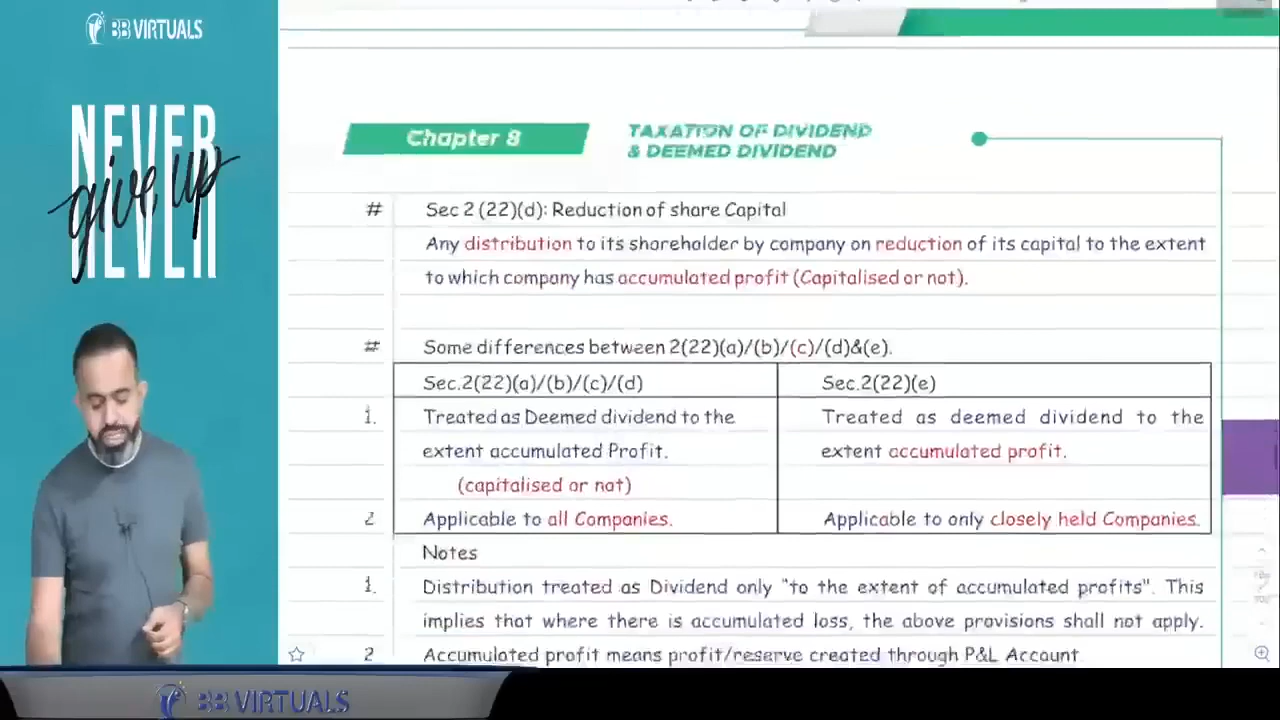 BB VIRTUALS
NEVER
give up
NEVER
Chapter 8
TAXATION OF DIVIDEND
& DEEMED DIVIDEND
# Sec 2 (22)(d): Reduction of share Capital
Any distribution to its shareholder by company on reduction of its capital to the extent
to which company has accumulated profit (Capitalised or not).
# Some differences between 2(22)(a)/(b)/(c)/(d)&(e).
Sec.2(22)(a)/(b)/(c)/(d) Sec.2(22)(e)
1. Treated as Deemed dividend to the Treated as deemed dividend to the
extent accumulated Profit. extent accumulated profit.
(capitalised or not)
2 Applicable to all Companies. Applicable to only closely held Companies.
Notes
1. Distribution treated as Dividend only "to the extent of accumulated profits". This
implies that where there is accumulated loss, the above provisions shall not apply.
2 Accumulated profit means profit/reserve created through P&L Account
BB VIRTUALS